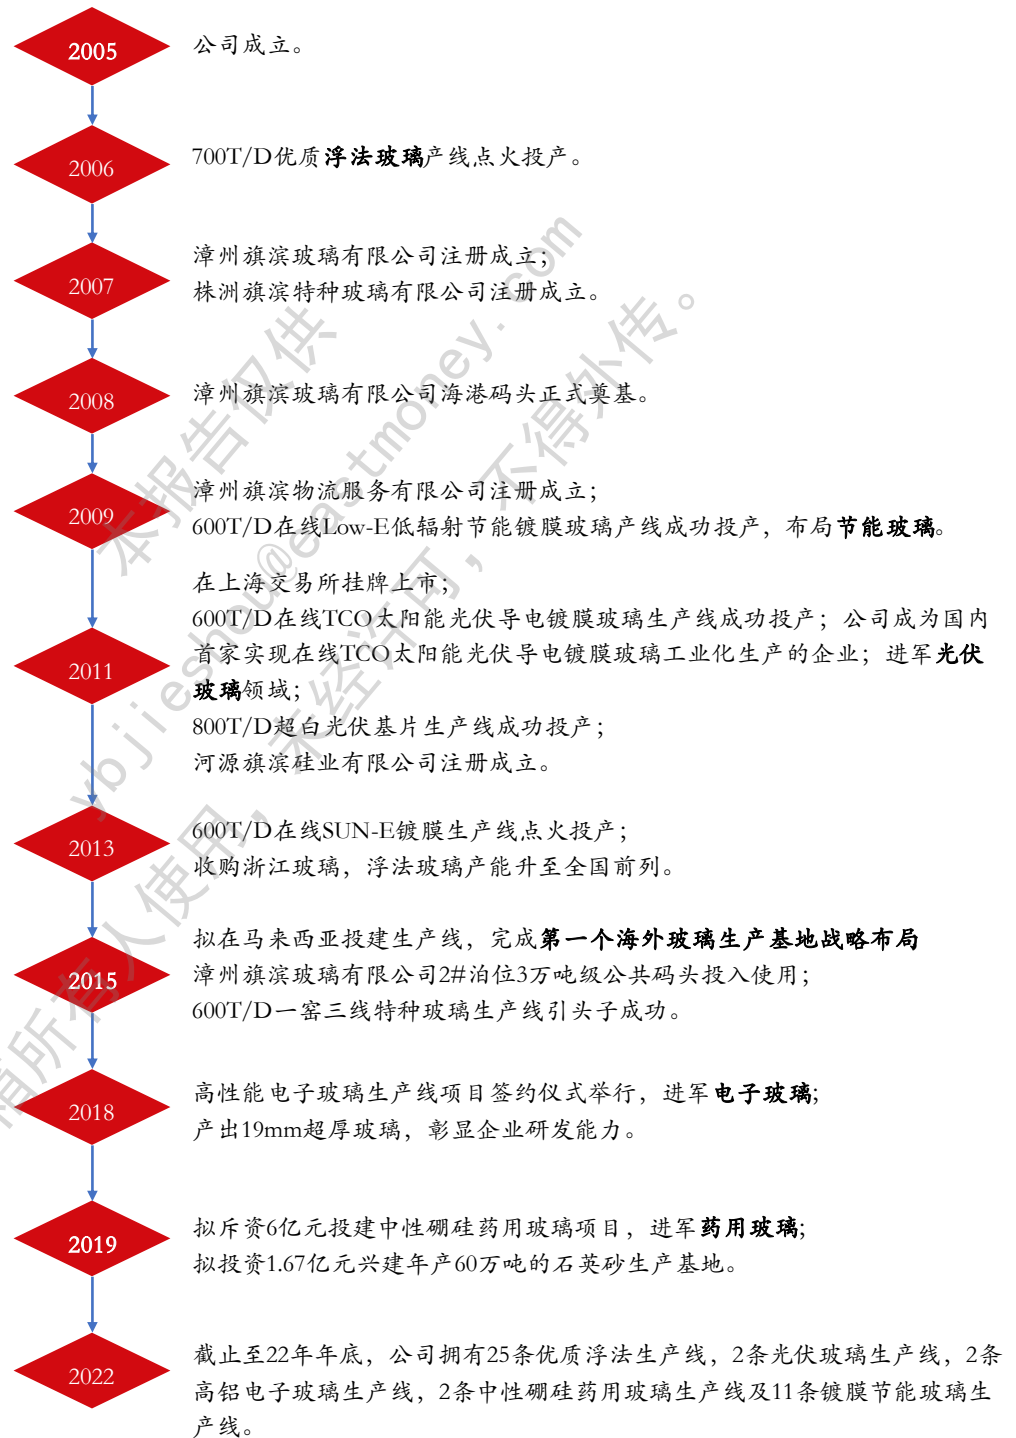 2005
公司成立。
2006
700T/D优质浮法玻璃产线点火投产。
2007
漳州旗滨玻璃有限公司注册成立;
株洲旗滨特种玻璃有限公司注册成立。
2008
漳州旗滨玻璃有限公司海港码头正式奠基。
2009
漳州旗滨物流服务有限公司注册成立;
600T/D在线Low-E低辐射节能镀膜玻璃产线成功投产，布局节能玻璃。
2011
在上海交易所挂牌上市;
600T/D在线TCO太阳能光伏导电镀膜玻璃生产线成功投产；公司成为国内
首家实现在线TCO太阳能光伏导电镀膜玻璃工业化生产的企业；进军光伏
玻璃领域;
800T/D超白光伏基片生产线成功投产;
河源旗滨硅业有限公司注册成立。
2013
600T/D在线SUN-E镀膜生产线点火投产;
收购浙江玻璃，浮法玻璃产能升至全国前列。
2015
拟在马来西亚投建生产线，完成第一个海外玻璃生产基地战略布局
漳州旗滨玻璃有限公司2#泊位3万吨级公共码头投入使用;
600T/D一窑三线特种玻璃生产线引头子成功。
2018
高性能电子玻璃生产线项目签约仪式举行，进军电子玻璃;
产出19mm超厚玻璃，彰显企业研发能力。
2019
拟斥资6亿元投建中性硼硅药用玻璃项目，进军药用玻璃;
拟投资1.67亿元兴建年产60万吨的石英砂生产基地。
2022
截止至22年年底，公司拥有25条优质浮法生产线，2条光伏玻璃生产线，2条
高铝电子玻璃生产线，2条中性硼硅药用玻璃生产线及11条镀膜节能玻璃生
产线。
本报告仅供
ybjieshou@eastmoney.com
箱所有人使用，未经许可，不得外传。